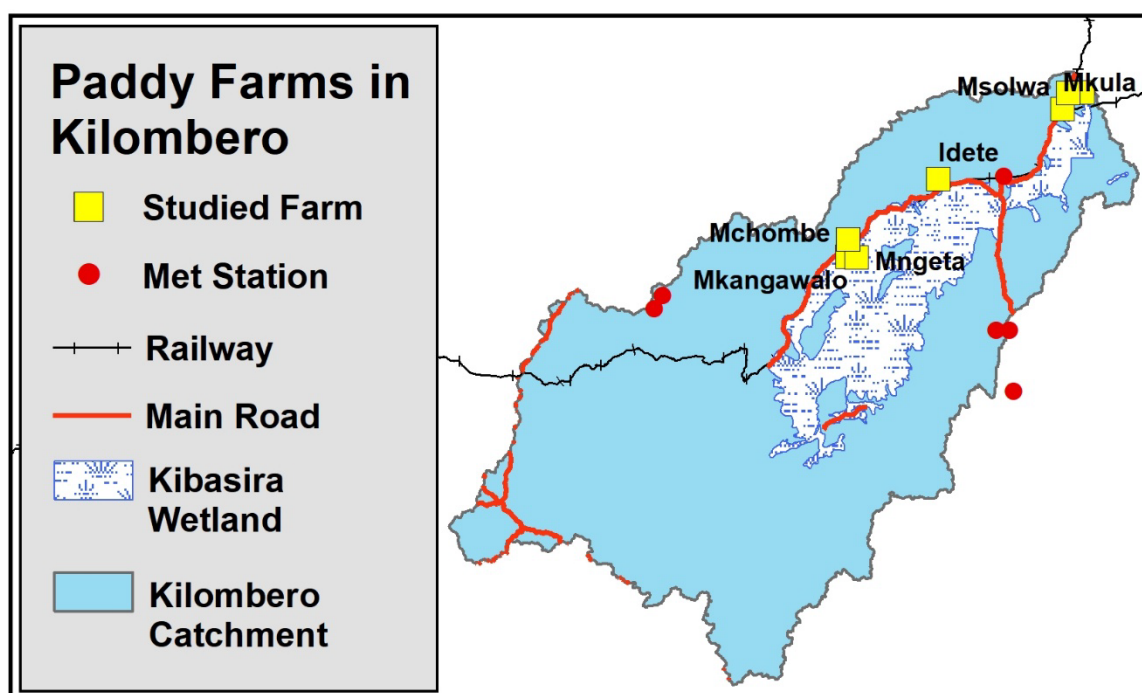 Paddy Farms in
Kilombero
Studied Farm
Met Station
Railway
Main Road
Kibasira
Wetland
Kilombero
Catchment
Msolwa
Mkula
Idete
Mchombe
Mngeta
Mkangawalo